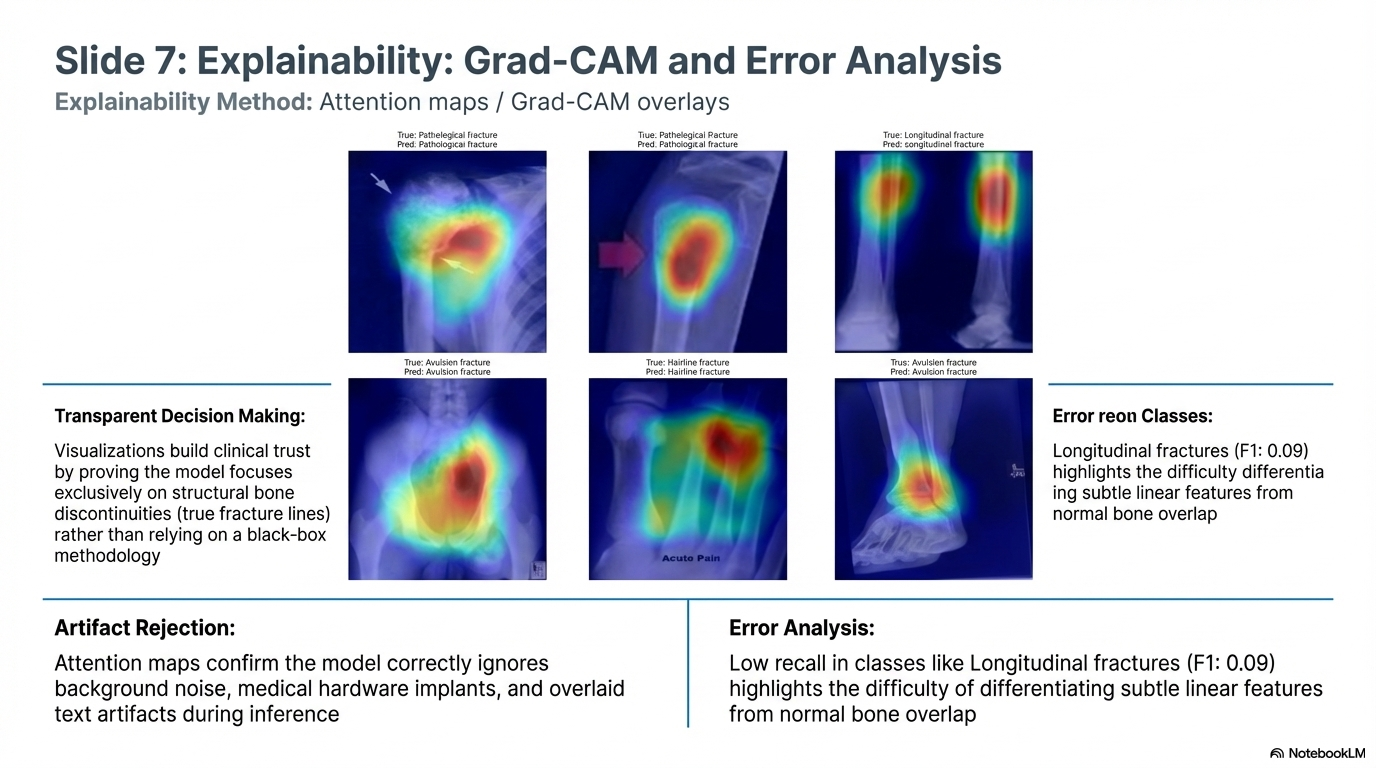 Slide 7: Explainability: Grad-CAM and Error Analysis
Explainability Method: Attention maps / Grad-CAM overlays
True: Pathelegical fracture
Pred: Pathological fracture
True: Pathelegical Racture
Pred. Pathological fracture
True: Longitudinal fracture
Pred: songitudinel fracture
True: Avulsien fracture
Pred: Avulsion fracture
True: Hairline fracture
Pred: Hairline fracture
Trus: Avulsien fracture
Pred: Avulsion fracture
Acuto Pain
Transparent Decision Making:
Visualizations build clinical trust
by proving the model focuses
exclusively on structural bone
discontinuities (true fracture lines)
rather than relying on a black-box
methodology
Error reon Classes:
Longitudinal fractures (F1: 0.09)
highlights the difficulty differentia
ing subtle linear features from
normal bone overlap
Artifact Rejection:
Attention maps confirm the model correctly ignores
background noise, medical hardware implants, and overlaid
text artifacts during inference
Error Analysis:
Low recall in classes like Longitudinal fractures (F1: 0.09)
highlights the difficulty of differentiating subtle linear features
from normal bone overlap
NotebookLM